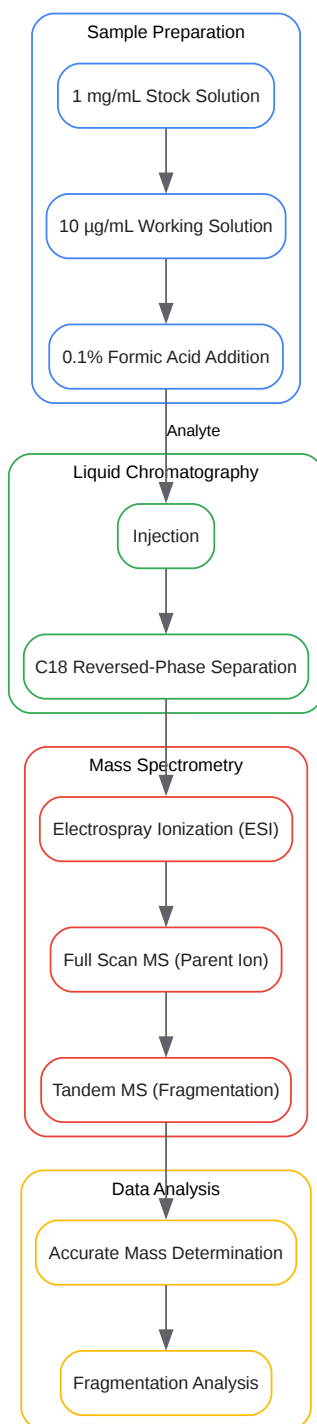 Sample Preparation
1 mg/mL Stock Solution
10 µg/mL Working Solution
0.1% Formic Acid Addition
Analyte
Liquid Chromatography
Injection
C18 Reversed-Phase Separation
Mass Spectrometry
Electrospray Ionization (ESI)
Full Scan MS (Parent Ion)
Tandem MS (Fragmentation)
Data Analysis
Accurate Mass Determination
Fragmentation Analysis